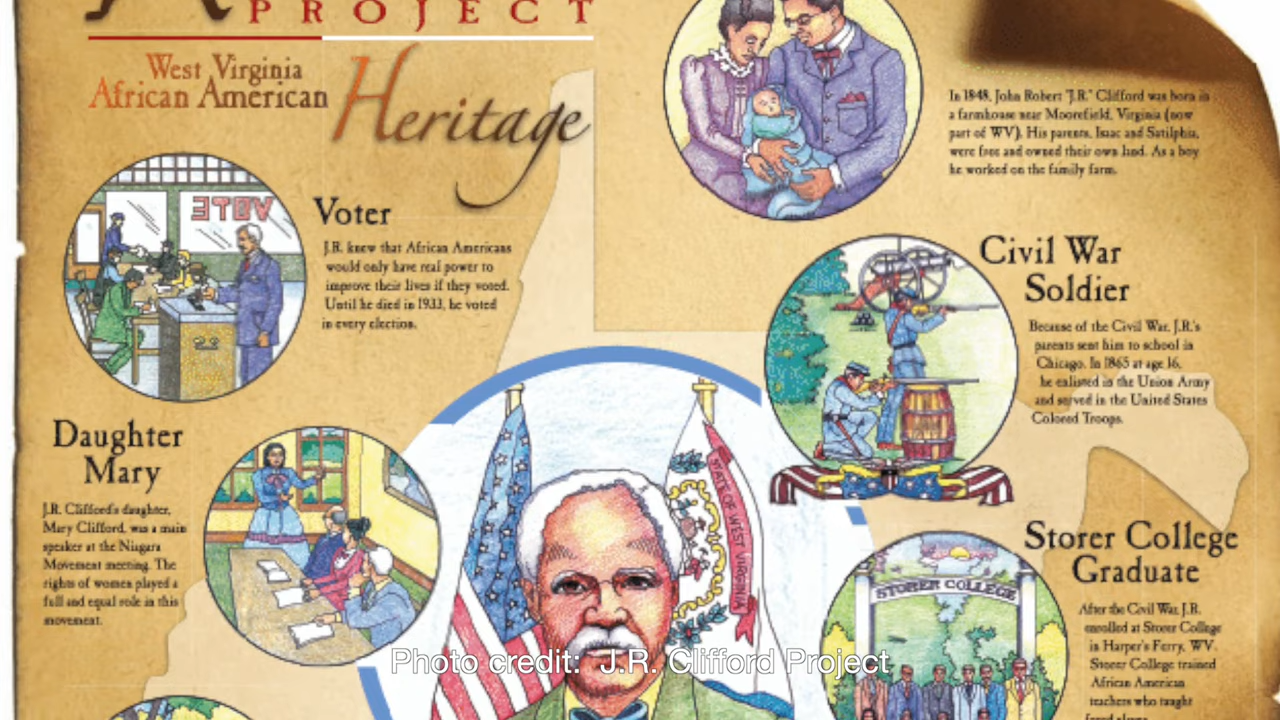 PROJECT
West Virginia
African American
Heritage
In 1848, John Robert "J.R." Clifford was born in
a farmhouse near Moorefield, Virginia (now
part of WV). His parents, Isaac and Satilphia,
were free and owned their own land. As a boy
he worked on the family farm.
VOTE
Voter
J.R. knew that African Americans
would only have real power to
improve their lives if they voted.
Until he died in 1933, he voted
in every election.
Civil War
Soldier
Because of the Civil War, J.R.'s
parents sent him to school in
Chicago. In 1865 at age 16,
he enlisted in the Union Army
and served in the United States
Colored Troops.
Daughter
Mary
J.R. Clifford's daughter,
Mary Clifford, was a main
speaker at the Niagara
Movement meeting. The
rights of women played a
full and equal role in this
movement.
STATE OF WEST VIRGINIA
Storer College
Graduate
STORER COLLEGE
After the Civil War, J.R.
enrolled at Storer College
in Harper's Ferry, WV.
Storer College trained
African American
teachers who taught
Photo credit: J.R. Clifford Project